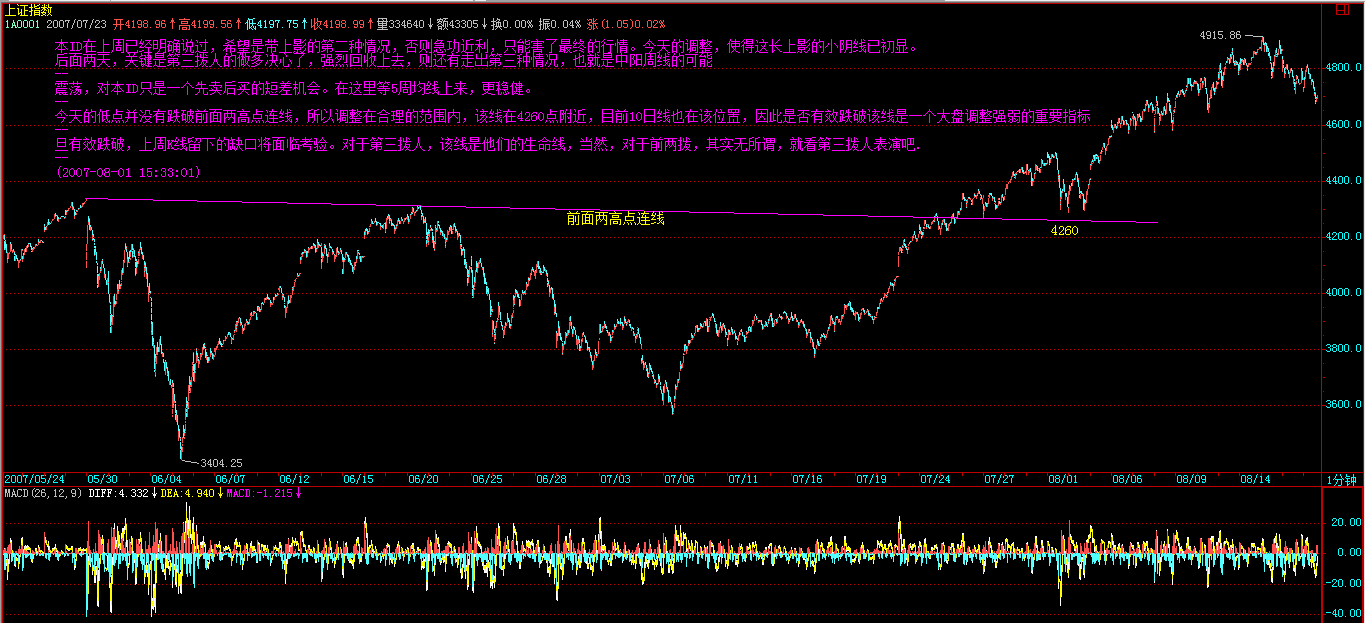 上证指数
1A0001 2007/07/23 开4198.96↑高4199.56↑低4197.75↑收4198.99↑量334640↓额43305↓换0.00% 振0.04% 涨(1.05)0.02%
日
本ID在上周已经明确说过，希望是带上影的第二种情况，否则急功近利，只能害了最终的行情。今天的调整，使得这长上影的小阴线已初显。
后面两天，关键是第三拨人的做多决心了，强烈回收上去，则还有走出第三种情况，也就是中阳周线的可能
--
震荡，对本ID只是一个先卖后买的短差机会。在这里等5周均线上来，更稳健。
--
今天的低点并没有跌破前面两高点连线，所以调整在合理的范围内，该线在4260点附近，目前10日线也在该位置，因此是否有效跌破该线是一个大盘调整强弱的重要指标
--
旦有效跌破，上周K线留下的缺口将面临考验。对于第三拨人，该线是他们的生命线，当然，对于前两拨，其实无所谓，就看第三拨人表演吧.
--
(2007-08-01 15:33:01)
4915.86
前面两高点连线
4260
3404.25
4800.0
4600.0
4400.0
4200.0
4000.0
3800.0
3600.0
2007/05/24 05/30 06/04 06/07 06/12 06/15 06/20 06/25 06/28 07/03 07/06 07/11 07/16 07/19 07/24 07/27 08/01 08/06 08/09 08/14 1分钟
MACD(26,12,9) DIFF:4.332↓DEA:4.940↓MACD:-1.215↓
20.00
0.00
-20.00
-40.00